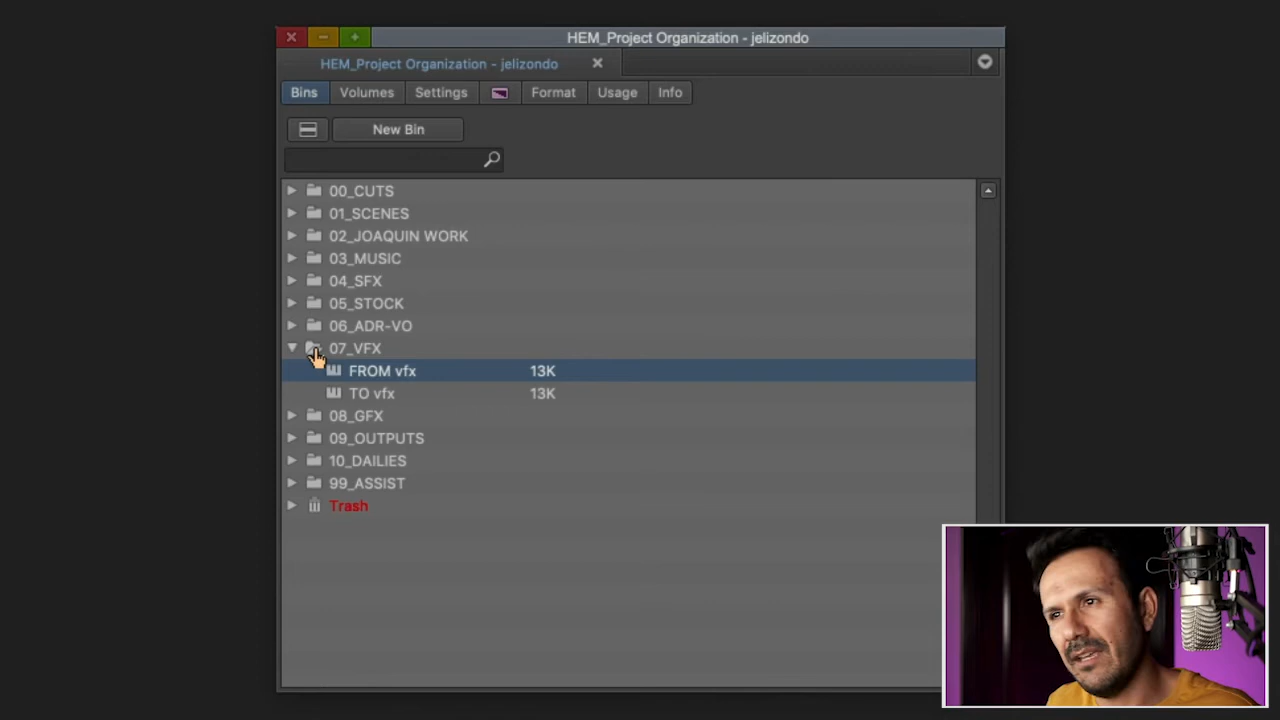 HEM_Project Organization - jelizondo
HEM_Project Organization - jelizondo
Bins Volumes Settings Format Usage Info
New Bin
00_CUTS
01_SCENES
02_JOAQUIN WORK
03_MUSIC
04_SFX
05_STOCK
06_ADR-VO
07_VFX
FROM vfx 13K
TO vfx 13K
08_GFX
09_OUTPUTS
10_DAILIES
99_ASSIST
Trash